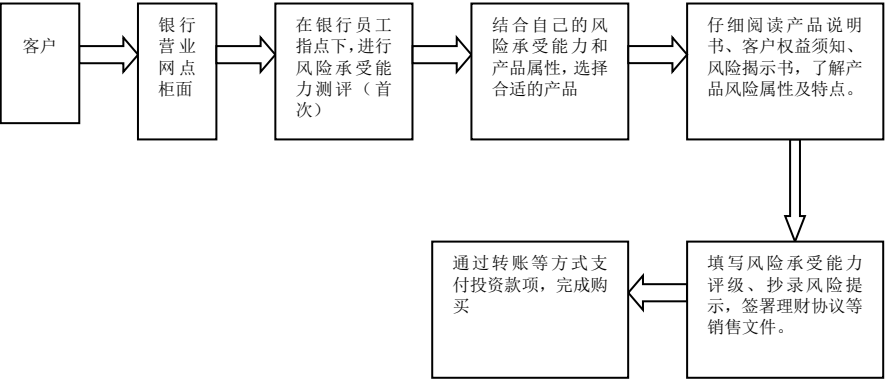 客户
银行
营业
网点
柜面
在银行员工
指点下，进行
风险承受能
力测评（首
次）
结合自己的风
险承受能力和
产品属性，选择
合适的产品
仔细阅读产品说明
书、客户权益须知、
风险揭示书，了解产
品风险属性及特点。
填写风险承受能力
评级、抄录风险提
示，签署理财协议等
销售文件。
通过转账等方式支
付投资款项，完成购
买